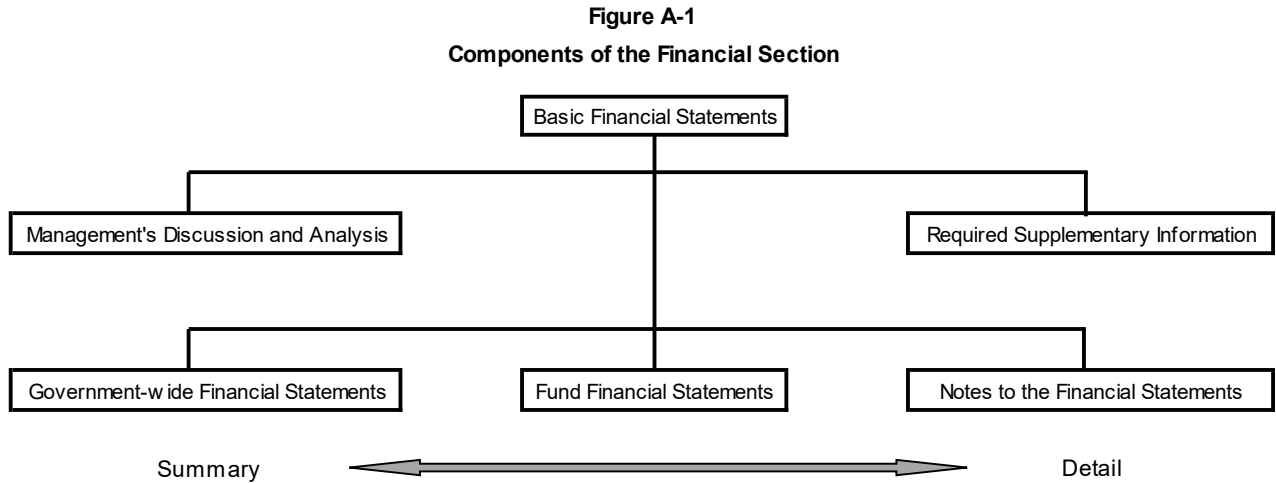 Figure A-1
Components of the Financial Section
Basic Financial Statements
Management's Discussion and Analysis
Required Supplementary Information
Government-wide Financial Statements
Fund Financial Statements
Notes to the Financial Statements
Summary
Detail